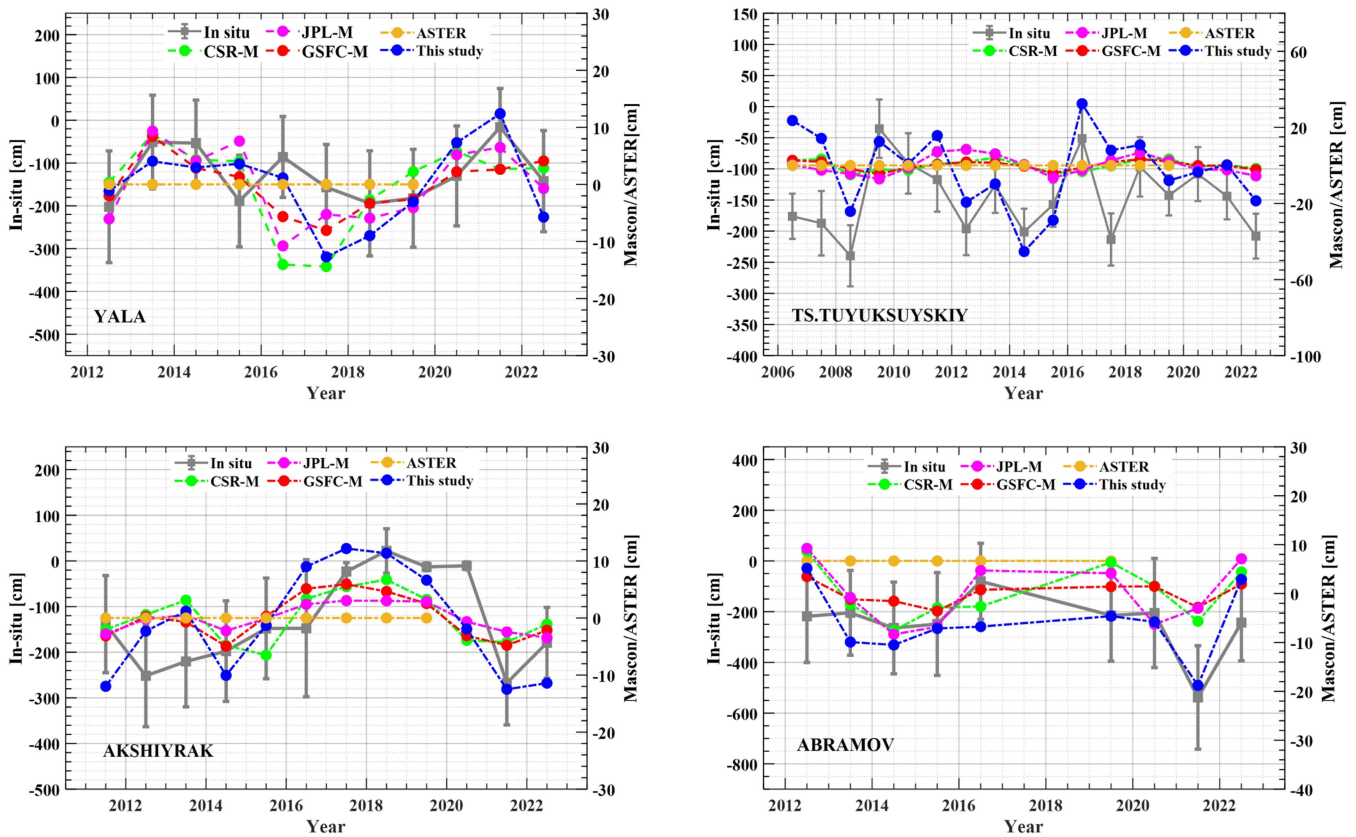 In situ JPL-M ASTER
CSR-M GSFC-M This study
In-situ [cm]
200
100
0
-100
-200
-300
-400
-500
30
20
10
0
-10
-20
-30
Mascon/ASTER[cm]
YALA
2012 2014 2016 2018 2020 2022
Year
In situ JPL-M ASTER
CSR-M GSFC-M This study
In-situ [cm]
150
100
50
0
-50
-100
-150
-200
-250
-300
-350
-400
60
20
-20
-60
-100
Mascon/ASTER [cm]
TS.TUYUKSUYSKIY
2006 2008 2010 2012 2014 2016 2018 2020 2022
Year
In situ JPL-M ASTER
CSR-M GSFC-M This study
In-situ [cm]
200
100
0
-100
-200
-300
-400
-500
30
20
10
0
-10
-20
-30
Mascon/ASTER [cm]
AKSHIYRAK
2012 2014 2016 2018 2020 2022
Year
In situ JPL-M ASTER
CSR-M GSFC-M This study
In-situ [cm]
400
200
0
-200
-400
-600
-800
30
20
10
0
-10
-20
-30
-40
Mascon/ASTER [cm]
ABRAMOV
2012 2014 2016 2018 2020 2022
Year